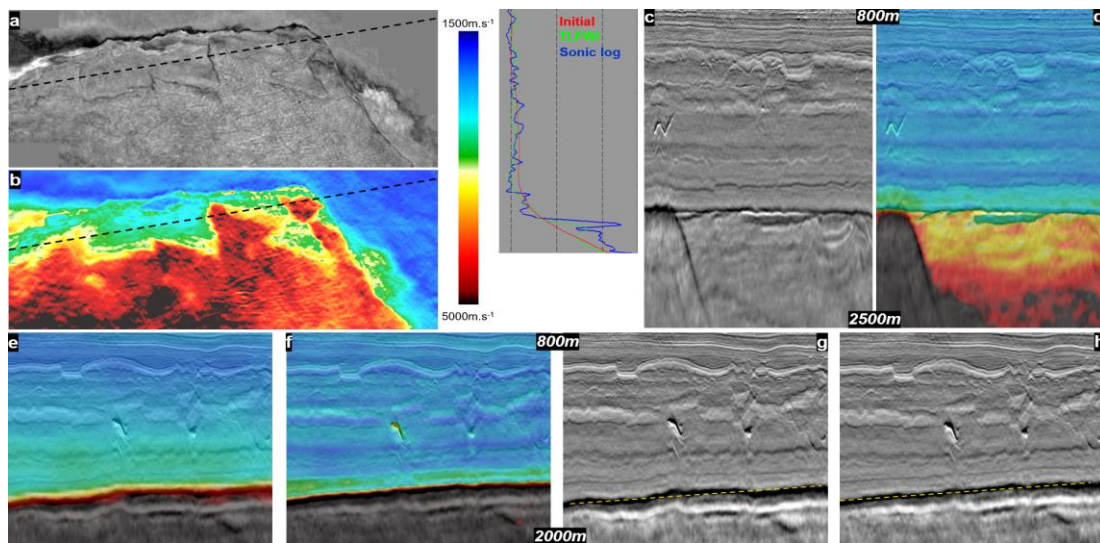 a
1500m.s⁻¹
Initial
TLFWI
Sonic log
c
800m
d
b
5000m.s⁻¹
2500m
e
f
800m
g
h
2000m